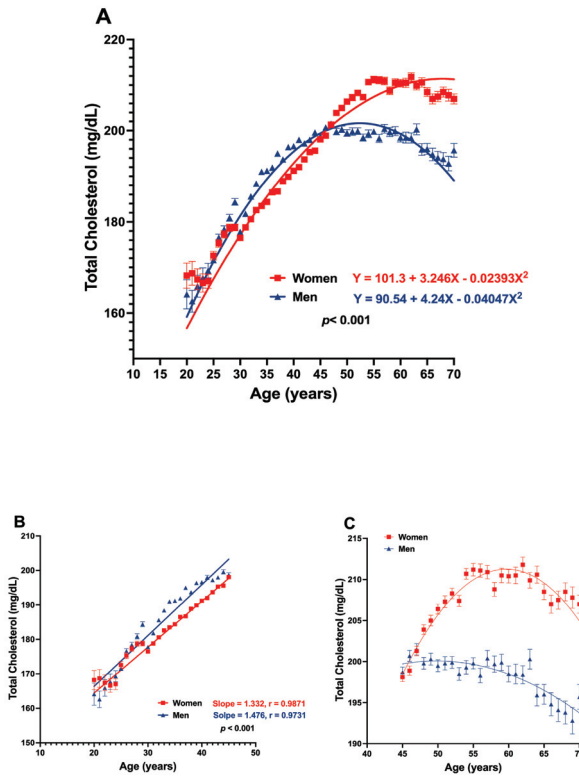 A
Total Cholesterol (mg/dL)
220
200
180
160
Women Y = 101.3 + 3.246X - 0.02393X²
Men Y = 90.54 + 4.24X - 0.04047X²
p< 0.001
10 15 20 25 30 35 40 45 50 55 60 65 70
Age (years)
B
Total Cholesterol (mg/dL)
210
200
190
180
170
160
150
Women Slope = 1.332, r = 0.9871
Men Solpe = 1.476, r = 0.9731
p < 0.001
10 20 30 40 50
Age (years)
C
Women
Men
Total Cholesterol (mg/dL)
215
210
205
200
195
190
40 45 50 55 60 65 70
Age (years)